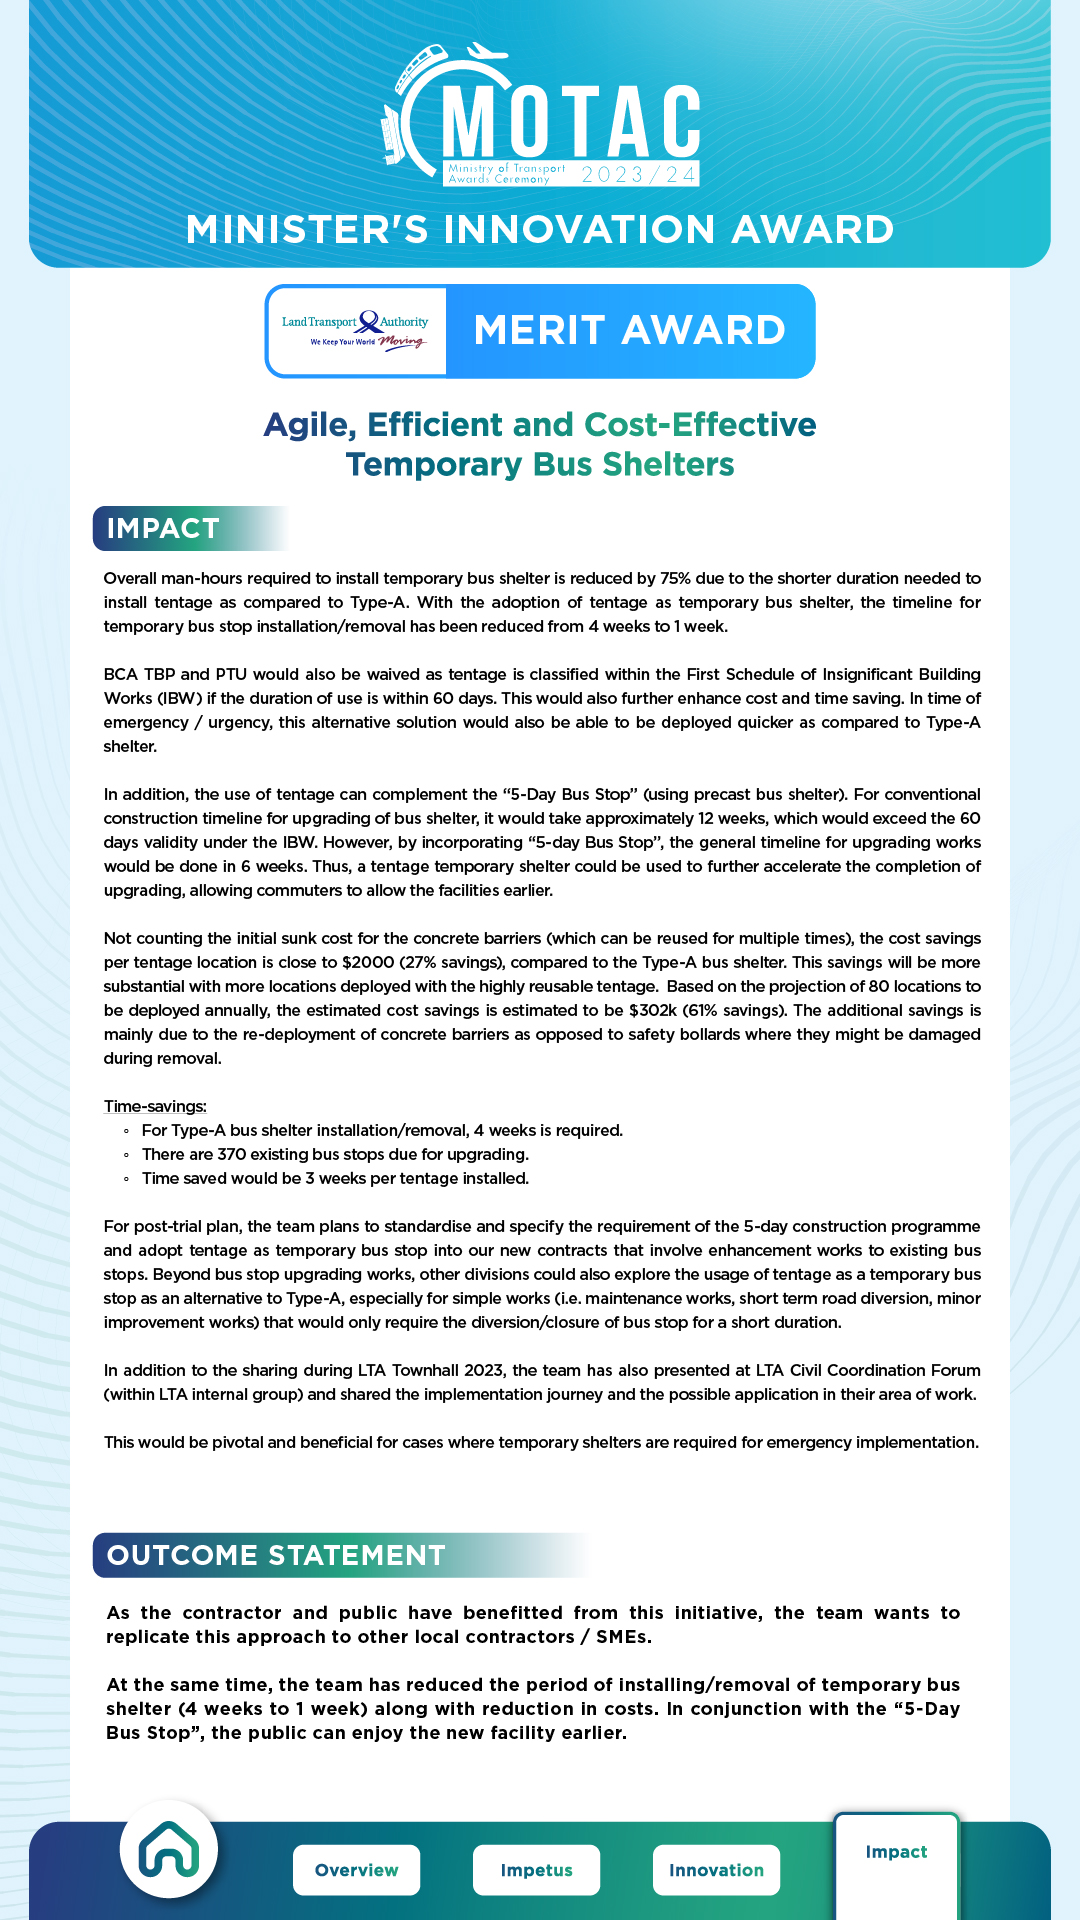 MOTAC
Ministry of Transport
Awards Ceremony
2023/24
MINISTER'S INNOVATION AWARD
Land Transport Authority
We Keep Your World Moving
MERIT AWARD
Agile, Efficient and Cost-Effective
Temporary Bus Shelters
IMPACT
Overall man-hours required to install temporary bus shelter is reduced by 75% due to the shorter duration needed to
install tentage as compared to Type-A. With the adoption of tentage as temporary bus shelter, the timeline for
temporary bus stop installation/removal has been reduced from 4 weeks to 1 week.
BCA TBP and PTU would also be waived as tentage is classified within the First Schedule of Insignificant Building
Works (IBW) if the duration of use is within 60 days. This would also further enhance cost and time saving. In time of
emergency / urgency, this alternative solution would also be able to be deployed quicker as compared to Type-A
shelter.
In addition, the use of tentage can complement the “5-Day Bus Stop” (using precast bus shelter). For conventional
construction timeline for upgrading of bus shelter, it would take approximately 12 weeks, which would exceed the 60
days validity under the IBW. However, by incorporating “5-day Bus Stop”, the general timeline for upgrading works
would be done in 6 weeks. Thus, a tentage temporary shelter could be used to further accelerate the completion of
upgrading, allowing commuters to allow the facilities earlier.
Not counting the initial sunk cost for the concrete barriers (which can be reused for multiple times), the cost savings
per tentage location is close to $2000 (27% savings), compared to the Type-A bus shelter. This savings will be more
substantial with more locations deployed with the highly reusable tentage. Based on the projection of 80 locations to
be deployed annually, the estimated cost savings is estimated to be $302k (61% savings). The additional savings is
mainly due to the re-deployment of concrete barriers as opposed to safety bollards where they might be damaged
during removal.
Time-savings:
◦ For Type-A bus shelter installation/removal, 4 weeks is required.
◦ There are 370 existing bus stops due for upgrading.
◦ Time saved would be 3 weeks per tentage installed.
For post-trial plan, the team plans to standardise and specify the requirement of the 5-day construction programme
and adopt tentage as temporary bus stop into our new contracts that involve enhancement works to existing bus
stops. Beyond bus stop upgrading works, other divisions could also explore the usage of tentage as a temporary bus
stop as an alternative to Type-A, especially for simple works (i.e. maintenance works, short term road diversion, minor
improvement works) that would only require the diversion/closure of bus stop for a short duration.
In addition to the sharing during LTA Townhall 2023, the team has also presented at LTA Civil Coordination Forum
(within LTA internal group) and shared the implementation journey and the possible application in their area of work.
This would be pivotal and beneficial for cases where temporary shelters are required for emergency implementation.
OUTCOME STATEMENT
As the contractor and public have benefitted from this initiative, the team wants to
replicate this approach to other local contractors / SMEs.
At the same time, the team has reduced the period of installing/removal of temporary bus
shelter (4 weeks to 1 week) along with reduction in costs. In conjunction with the “5-Day
Bus Stop”, the public can enjoy the new facility earlier.
Overview
Impetus
Innovation
Impact